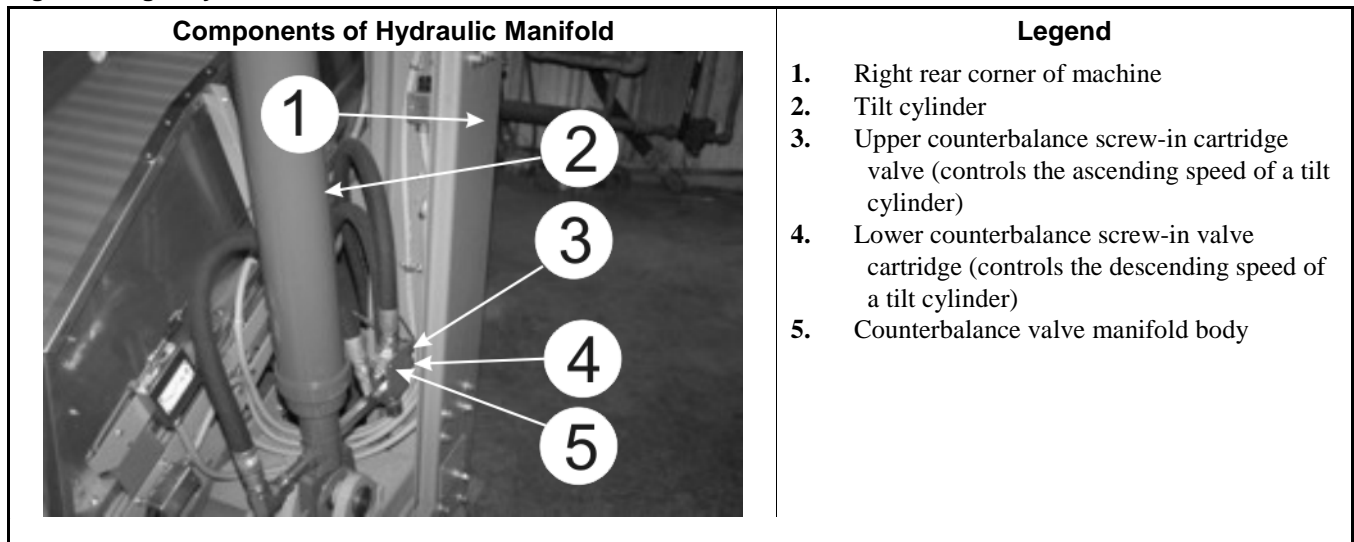 Components of Hydraulic Manifold
1
2
3
4
5
Legend
1. Right rear corner of machine
2. Tilt cylinder
3. Upper counterbalance screw-in cartridge
valve (controls the ascending speed of a tilt
cylinder)
4. Lower counterbalance screw-in valve
cartridge (controls the descending speed of
a tilt cylinder)
5. Counterbalance valve manifold body